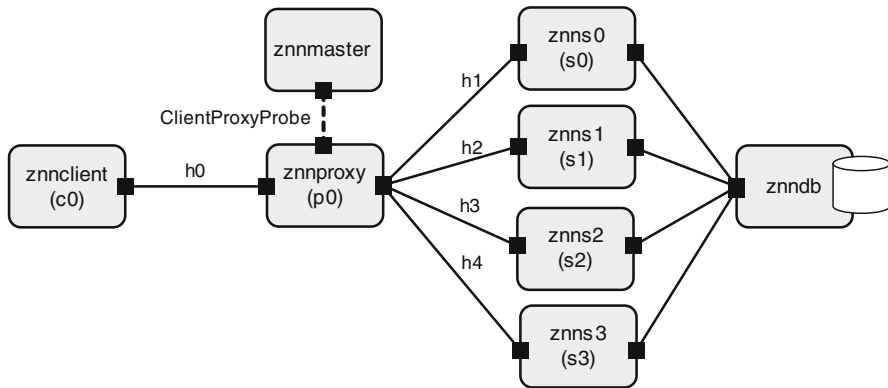 znnmaster
ClientProxyProbe
znnclient
(c0)
h0
znnproxy
(p0)
h1
h2
h3
h4
znns0
(s0)
znns1
(s1)
znns2
(s2)
znns3
(s3)
znndb